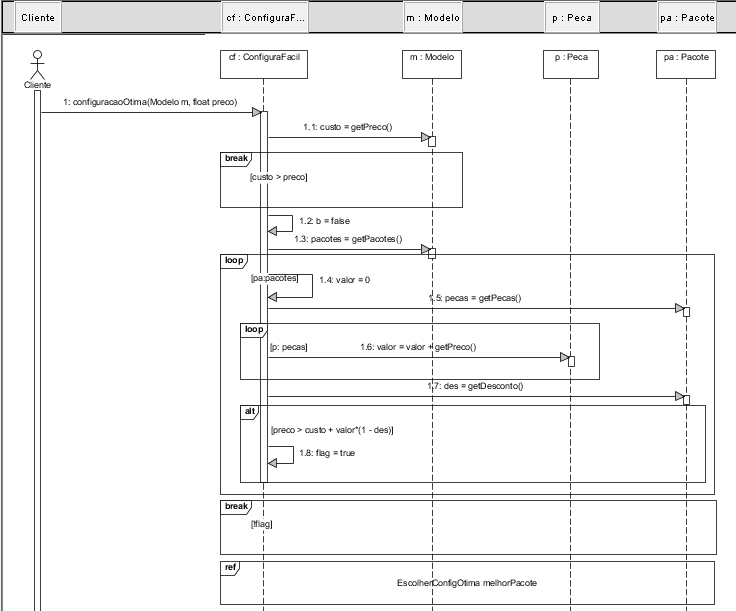 Cliente
cf : ConfiguraF...
m : Modelo
p : Peca
pa : Pacote
cf : ConfiguraFacil
m : Modelo
p : Peca
pa : Pacote
Cliente
1: configuracaoOtima(Modelo m, float preco)
1.1: custo = getPreco()
break
[custo > preco]
1.2: b = false
1.3: pacotes = getPacotes()
loop
[pa:pacotes]
1.4: valor = 0
1.5: pecas = getPecas()
loop
[p: pecas]
1.6: valor = valor + getPreco()
1.7: des = getDesconto()
alt
[preco > custo + valor*(1 - des)]
1.8: flag = true
break
[!flag]
ref
EscolherConfigOtima melhorPacote